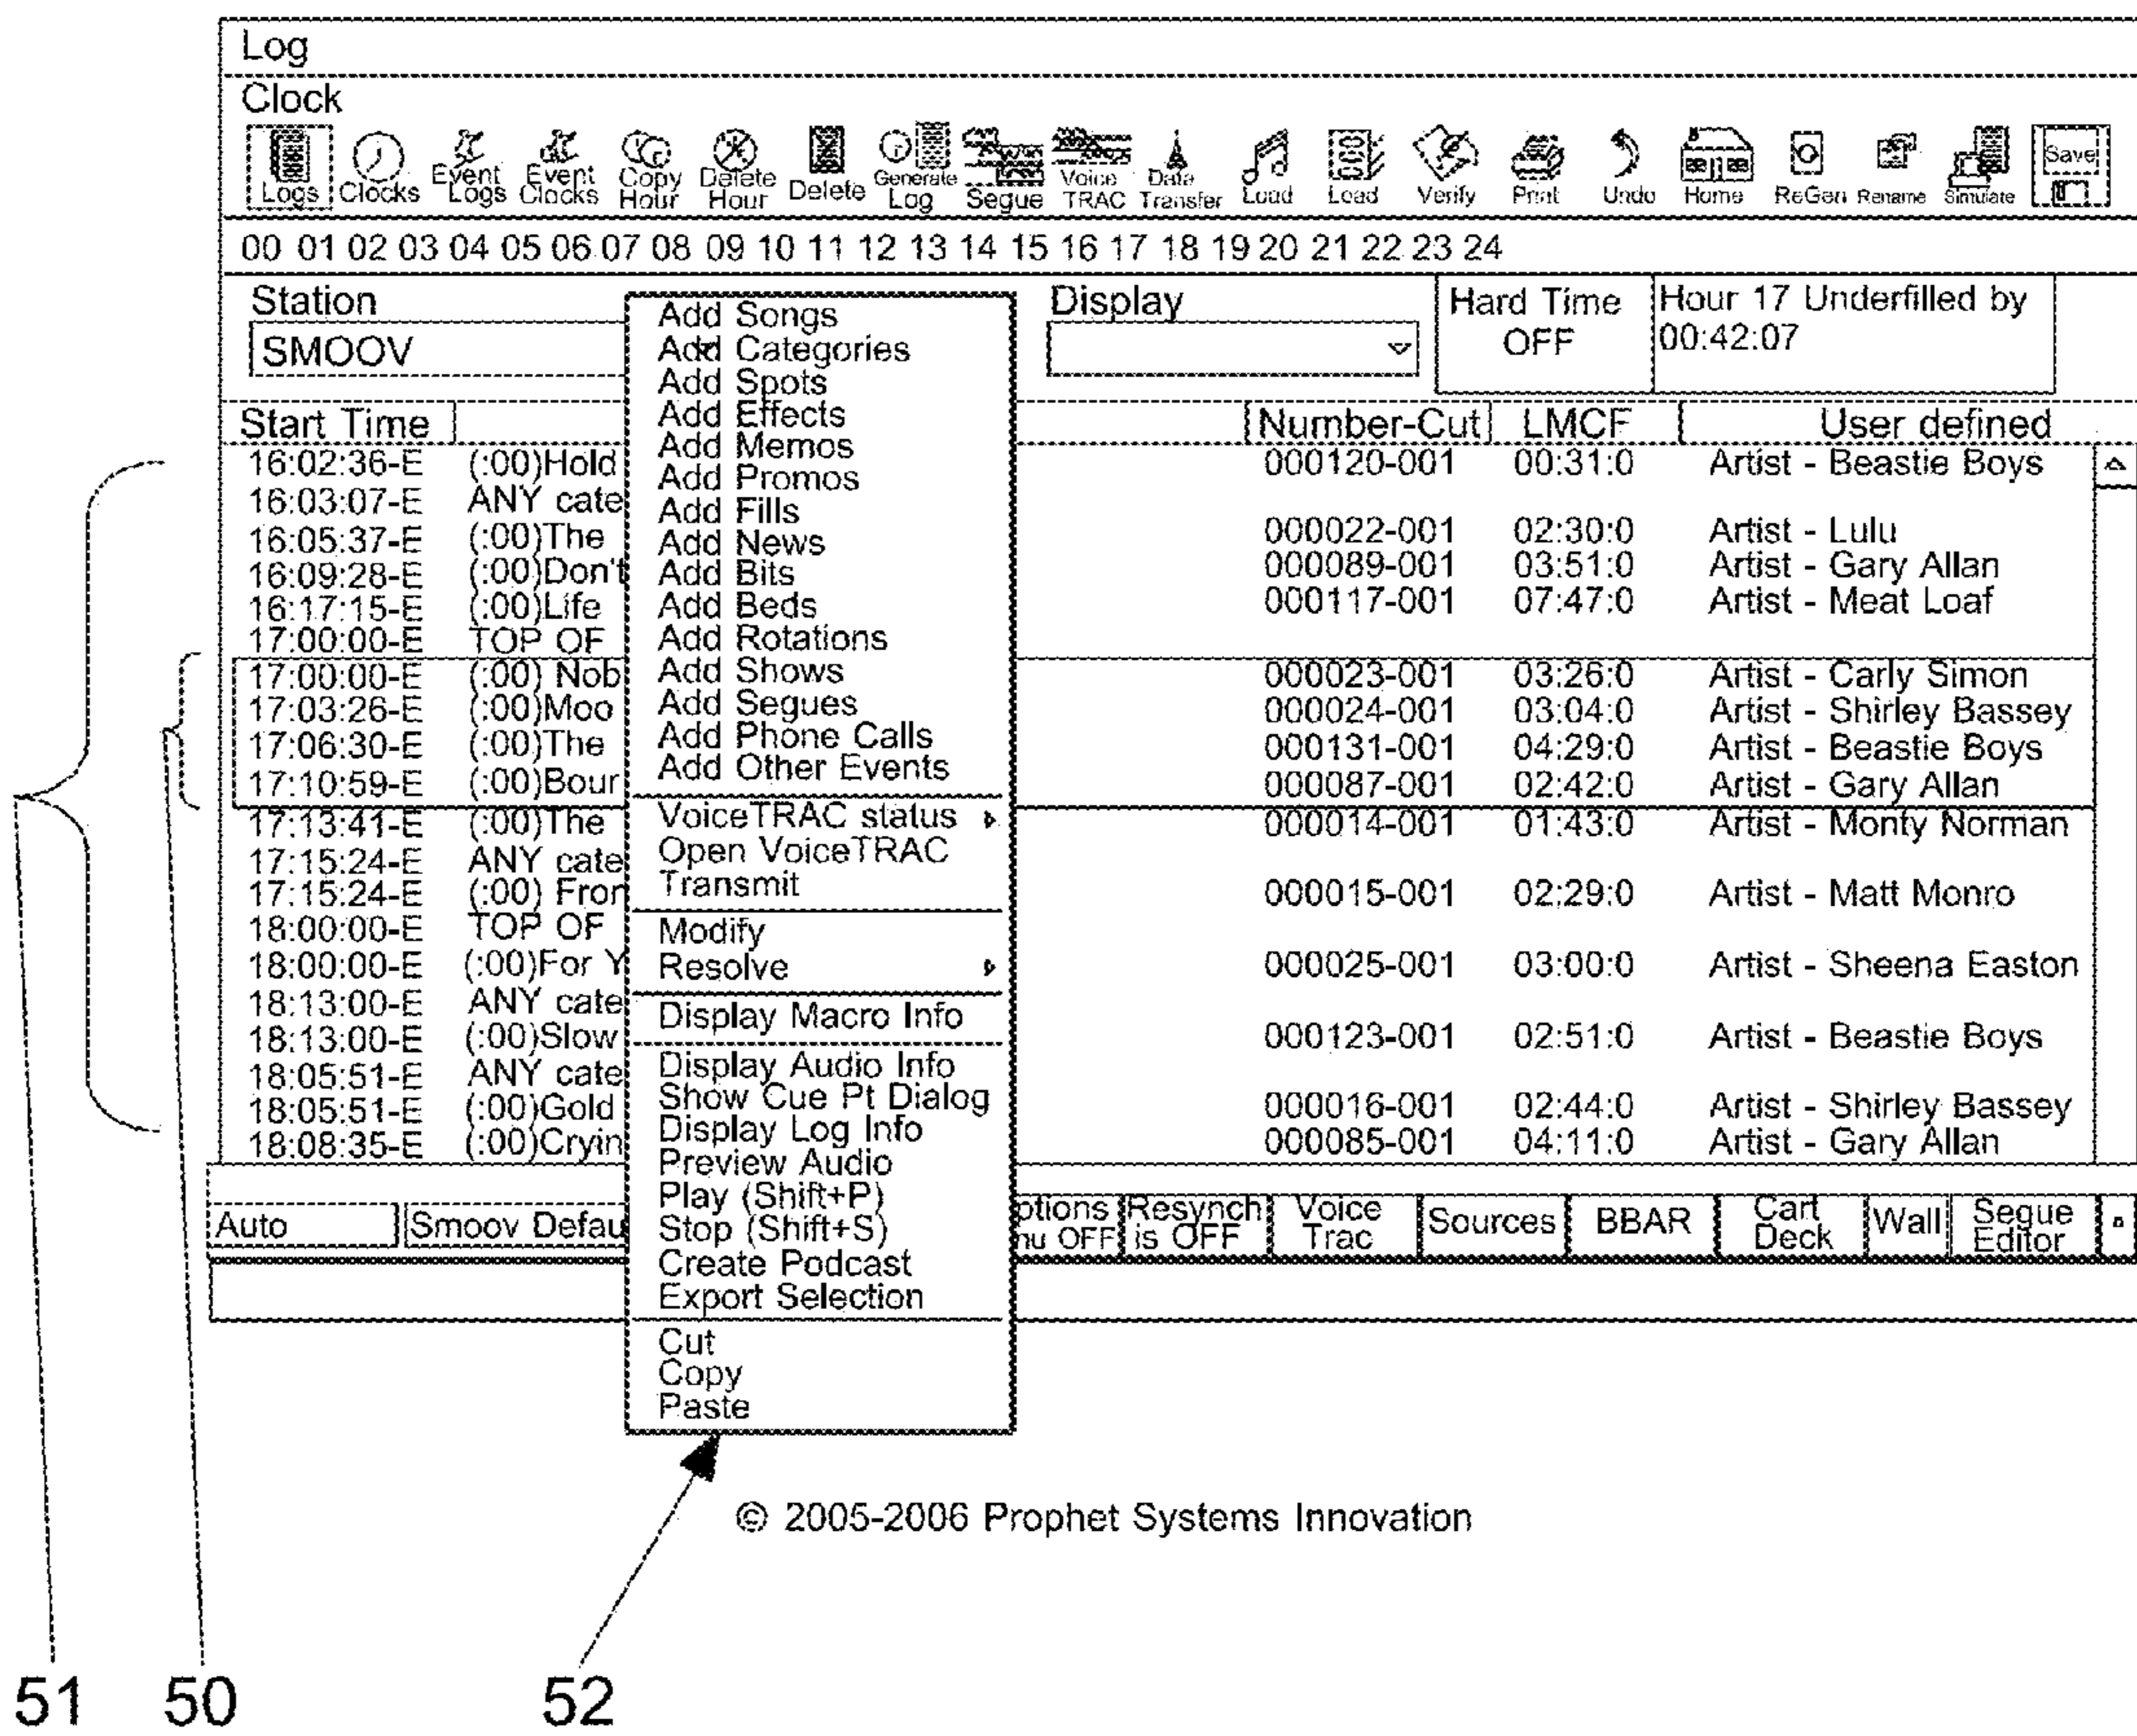 Log
Clock
Logs Clocks Event Logs Event Clocks Copy Hour Delete Hour Delete Generate Log Segue Voice TRAC Data Transfer Load Load Verify Print Undo Home ReGen Rename Simulate Save
00 01 02 03 04 05 06 07 08 09 10 11 12 13 14 15 16 17 18 19 20 21 22 23 24
Station
SMOOV
Display
Hard Time
OFF
Hour 17 Underfilled by
00:42:07
Start Time Number-Cut LMCF User defined
16:02:36-E (:00)Hold 000120-001 00:31:0 Artist - Beastie Boys
16:03:07-E ANY cate
16:05:37-E (:00)The 000022-001 02:30:0 Artist - Lulu
16:09:28-E (:00)Don't 000089-001 03:51:0 Artist - Gary Allan
16:17:15-E (:00)Life 000117-001 07:47:0 Artist - Meat Loaf
17:00:00-E TOP OF
17:00:00-E (:00) Nob 000023-001 03:26:0 Artist - Carly Simon
17:03:26-E (:00)Moo 000024-001 03:04:0 Artist - Shirley Bassey
17:06:30-E (:00)The 000131-001 04:29:0 Artist - Beastie Boys
17:10:59-E (:00)Bour 000087-001 02:42:0 Artist - Gary Allan
17:13:41-E (:00)The 000014-001 01:43:0 Artist - Monty Norman
17:15:24-E ANY cate
17:15:24-E (:00) Fron 000015-001 02:29:0 Artist - Matt Monro
18:00:00-E TOP OF
18:00:00-E (:00)For Y 000025-001 03:00:0 Artist - Sheena Easton
18:13:00-E ANY cate
18:13:00-E (:00)Slow 000123-001 02:51:0 Artist - Beastie Boys
18:05:51-E ANY cate
18:05:51-E (:00)Gold 000016-001 02:44:0 Artist - Shirley Bassey
18:08:35-E (:00)Cryin 000085-001 04:11:0 Artist - Gary Allan
Add Songs
Add Categories
Add Spots
Add Effects
Add Memos
Add Promos
Add Fills
Add News
Add Bits
Add Beds
Add Rotations
Add Shows
Add Segues
Add Phone Calls
Add Other Events
VoiceTRAC status
Open VoiceTRAC
Transmit
Modify
Resolve
Display Macro Info
Display Audio Info
Show Cue Pt Dialog
Display Log Info
Preview Audio
Play (Shift+P)
Stop (Shift+S)
Create Podcast
Export Selection
Cut
Copy
Paste
Auto Smoov Defau ptions nu OFF Resynch is OFF Voice Trac Sources BBAR Cart Deck Wall Segue Editor
© 2005-2006 Prophet Systems Innovation
51 50 52